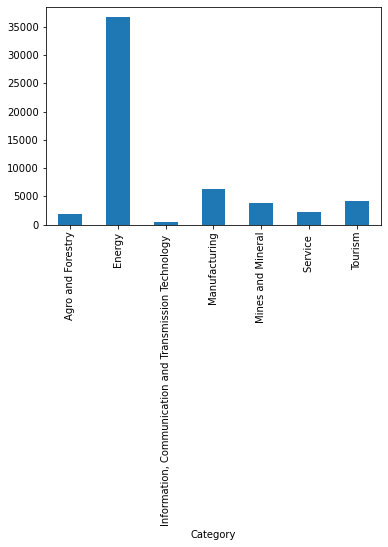 35000
30000
25000
20000
15000
10000
5000
0
Agro and Forestry
Energy
Information, Communication and Transmission Technology
Manufacturing
Mines and Mineral
Service
Tourism
Category